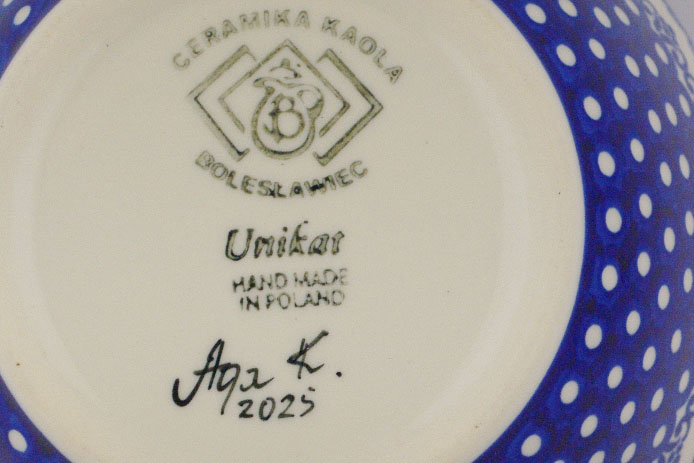 CERAMIKA KAOLA
B
BOLESŁAWIEC
Unikat
HAND MADE
IN POLAND
Aga K.
2025